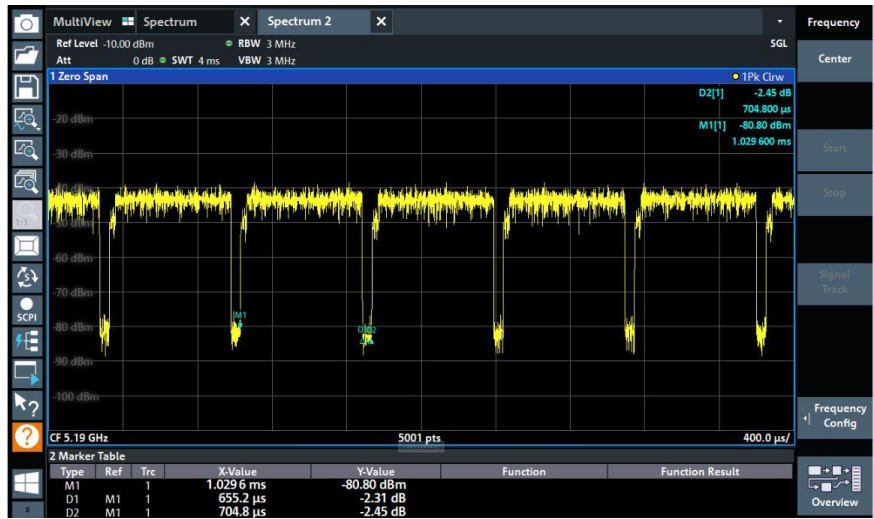 MultiView Spectrum Spectrum 2 Frequency
Ref Level -10.00 dBm RBW 3 MHz SGL
Att 0 dB SWT 4 ms VBW 3 MHz
Center
1 Zero Span 1Pk Clrw
D2[1] -2.45 dB
704.800 µs
M1[1] -80.80 dBm
1.029 600 ms
-20 dBm
-30 dBm
Start
Stop
-60 dBm
-70 dBm
Signal
Track
M1
-80 dBm
-90 dBm
-100 dBm
1:1
SCPI
Frequency
Config
CF 5.19 GHz 5001 pts 400.0 µs/
2 Marker Table
Type Ref Trc X-Value Y-Value Function Function Result
M1 1 1.029 6 ms -80.80 dBm
D1 M1 1 655.2 µs -2.31 dB
D2 M1 1 704.8 µs -2.45 dB
Overview